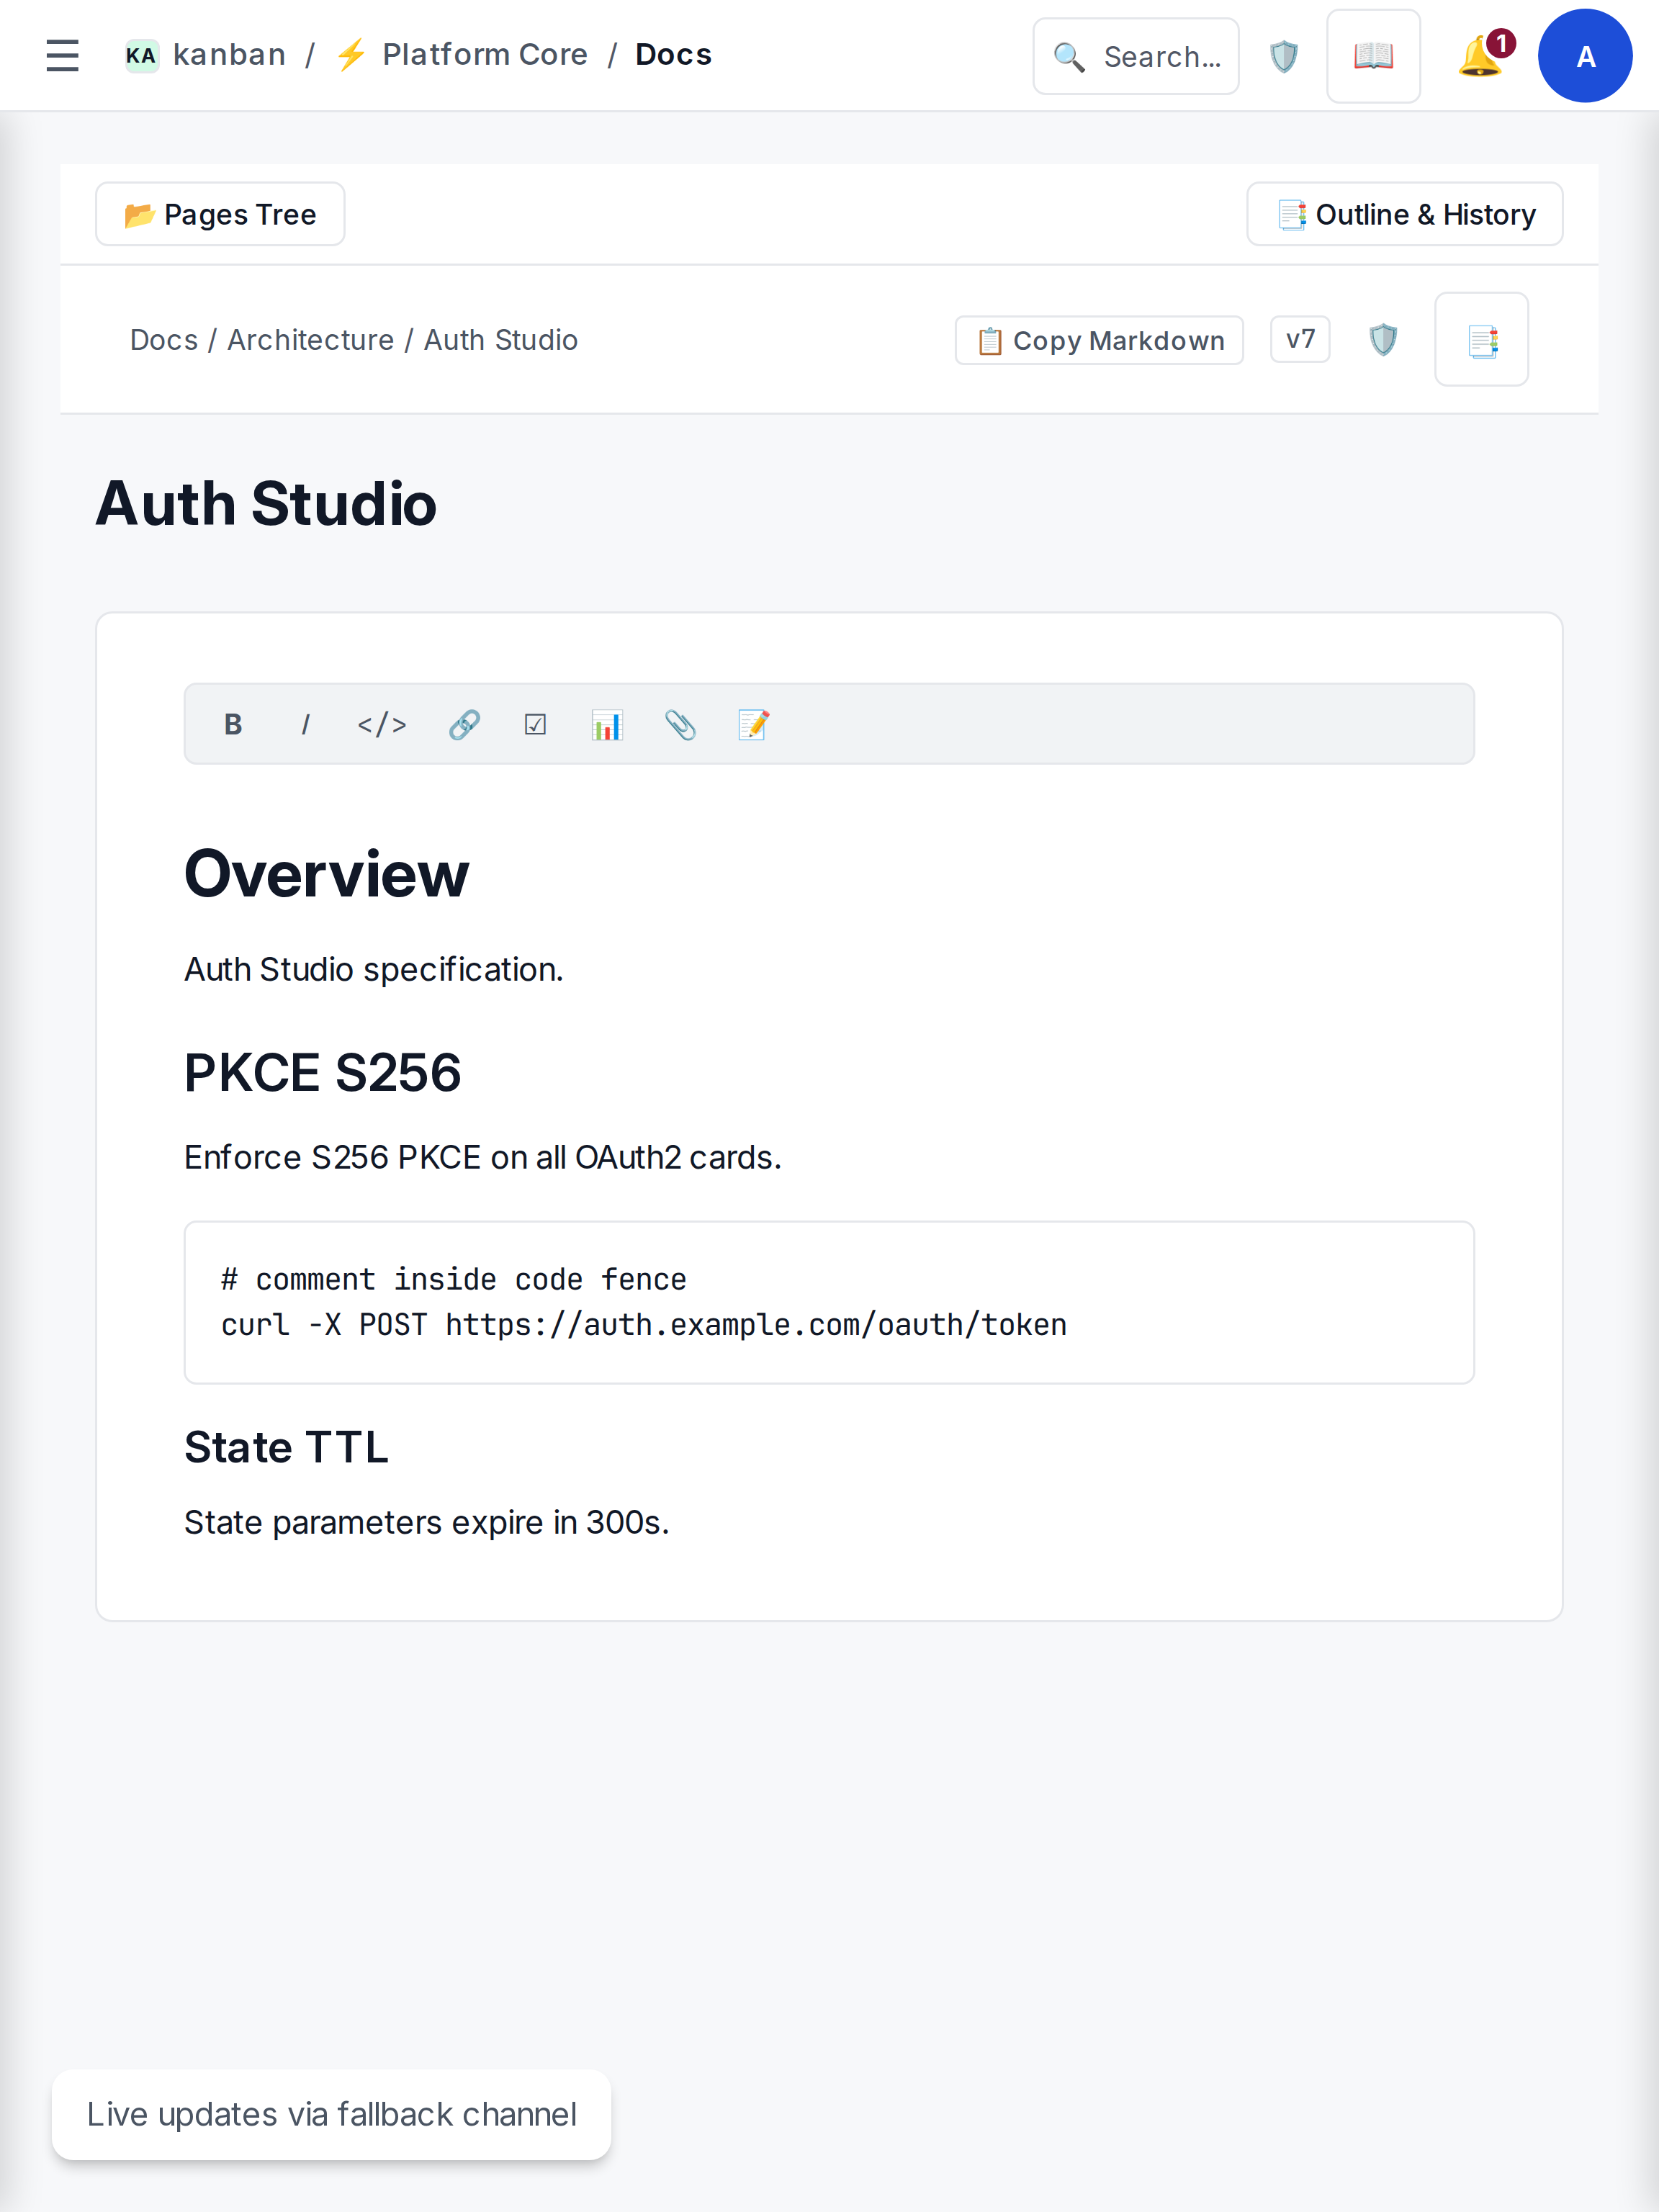 KA kanban / ⚡ Platform Core / Docs
Search...
1
A
Pages Tree
Outline & History
Docs / Architecture / Auth Studio
Copy Markdown
v7
Auth Studio
B I </>
Overview
Auth Studio specification.
PKCE S256
Enforce S256 PKCE on all OAuth2 cards.
# comment inside code fence
curl -X POST https://auth.example.com/oauth/token
State TTL
State parameters expire in 300s.
Live updates via fallback channel